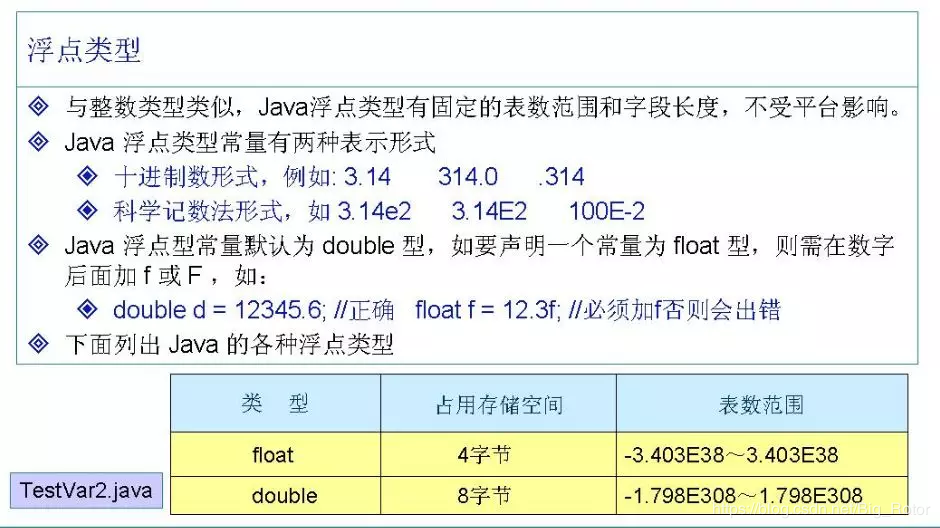 浮点类型
与整数类型类似，Java浮点类型有固定的表数范围和字段长度，不受平台影响。
Java 浮点类型常量有两种表示形式
十进制数形式，例如: 3.14 314.0 .314
科学记数法形式，如 3.14e2 3.14E2 100E-2
Java 浮点型常量默认为 double 型，如要声明一个常量为 float 型，则需在数字
后面加 f 或 F ，如：
double d = 12345.6; //正确 float f = 12.3f; //必须加f否则会出错
下面列出 Java 的各种浮点类型
类 型 占用存储空间 表数范围
float 4字节 -3.403E38～3.403E38
double 8字节 -1.798E308～1.798E308
TestVar2.java
https://blog.csdn.net/Big_Rotor